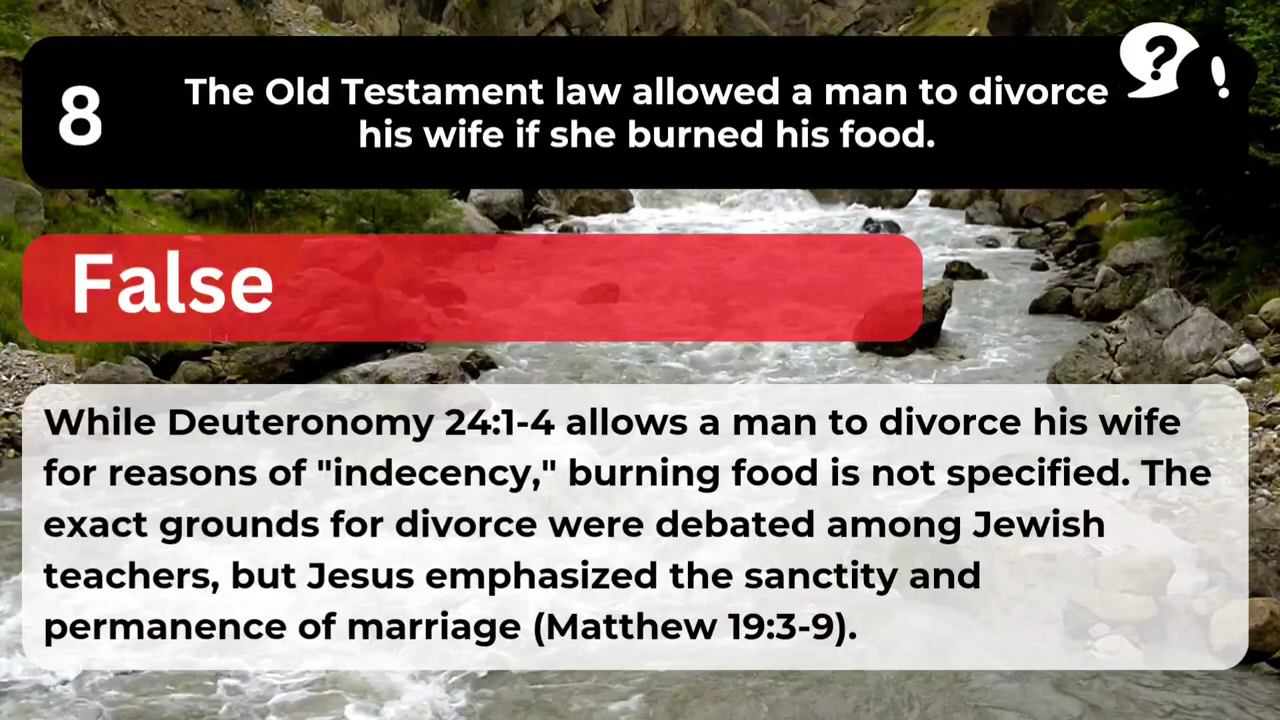 8
The Old Testament law allowed a man to divorce
his wife if she burned his food.
?
!
False
While Deuteronomy 24:1-4 allows a man to divorce his wife
for reasons of "indecency," burning food is not specified. The
exact grounds for divorce were debated among Jewish
teachers, but Jesus emphasized the sanctity and
permanence of marriage (Matthew 19:3-9).